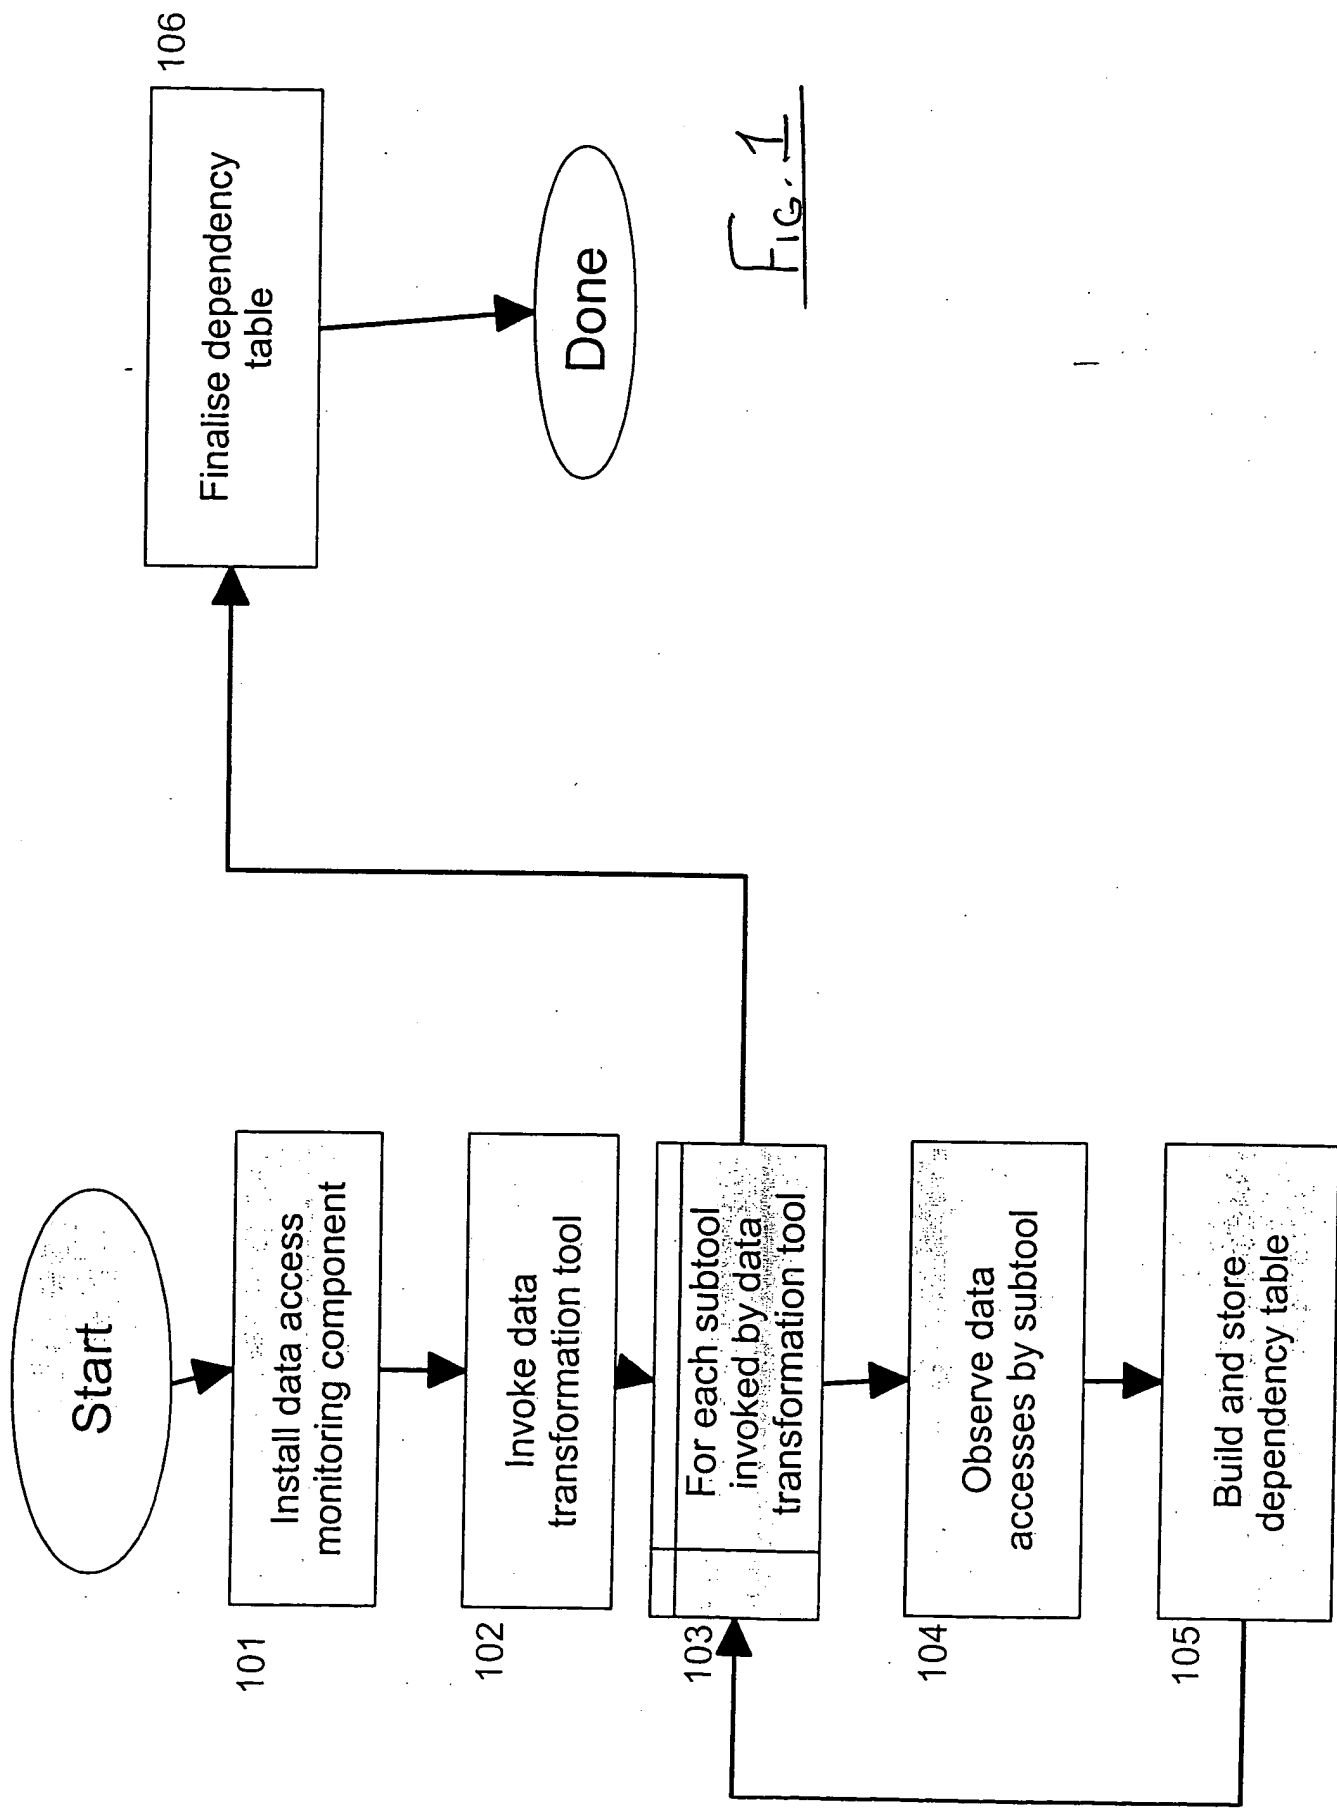 Start
101
Install data access
monitoring component
102
Invoke data
transformation tool
103
For each subtool
invoked by data
transformation tool
104
Observe data
accesses by subtool
105
Build and store
dependency table
106
Finalise dependency
table
Done
FIG. 1